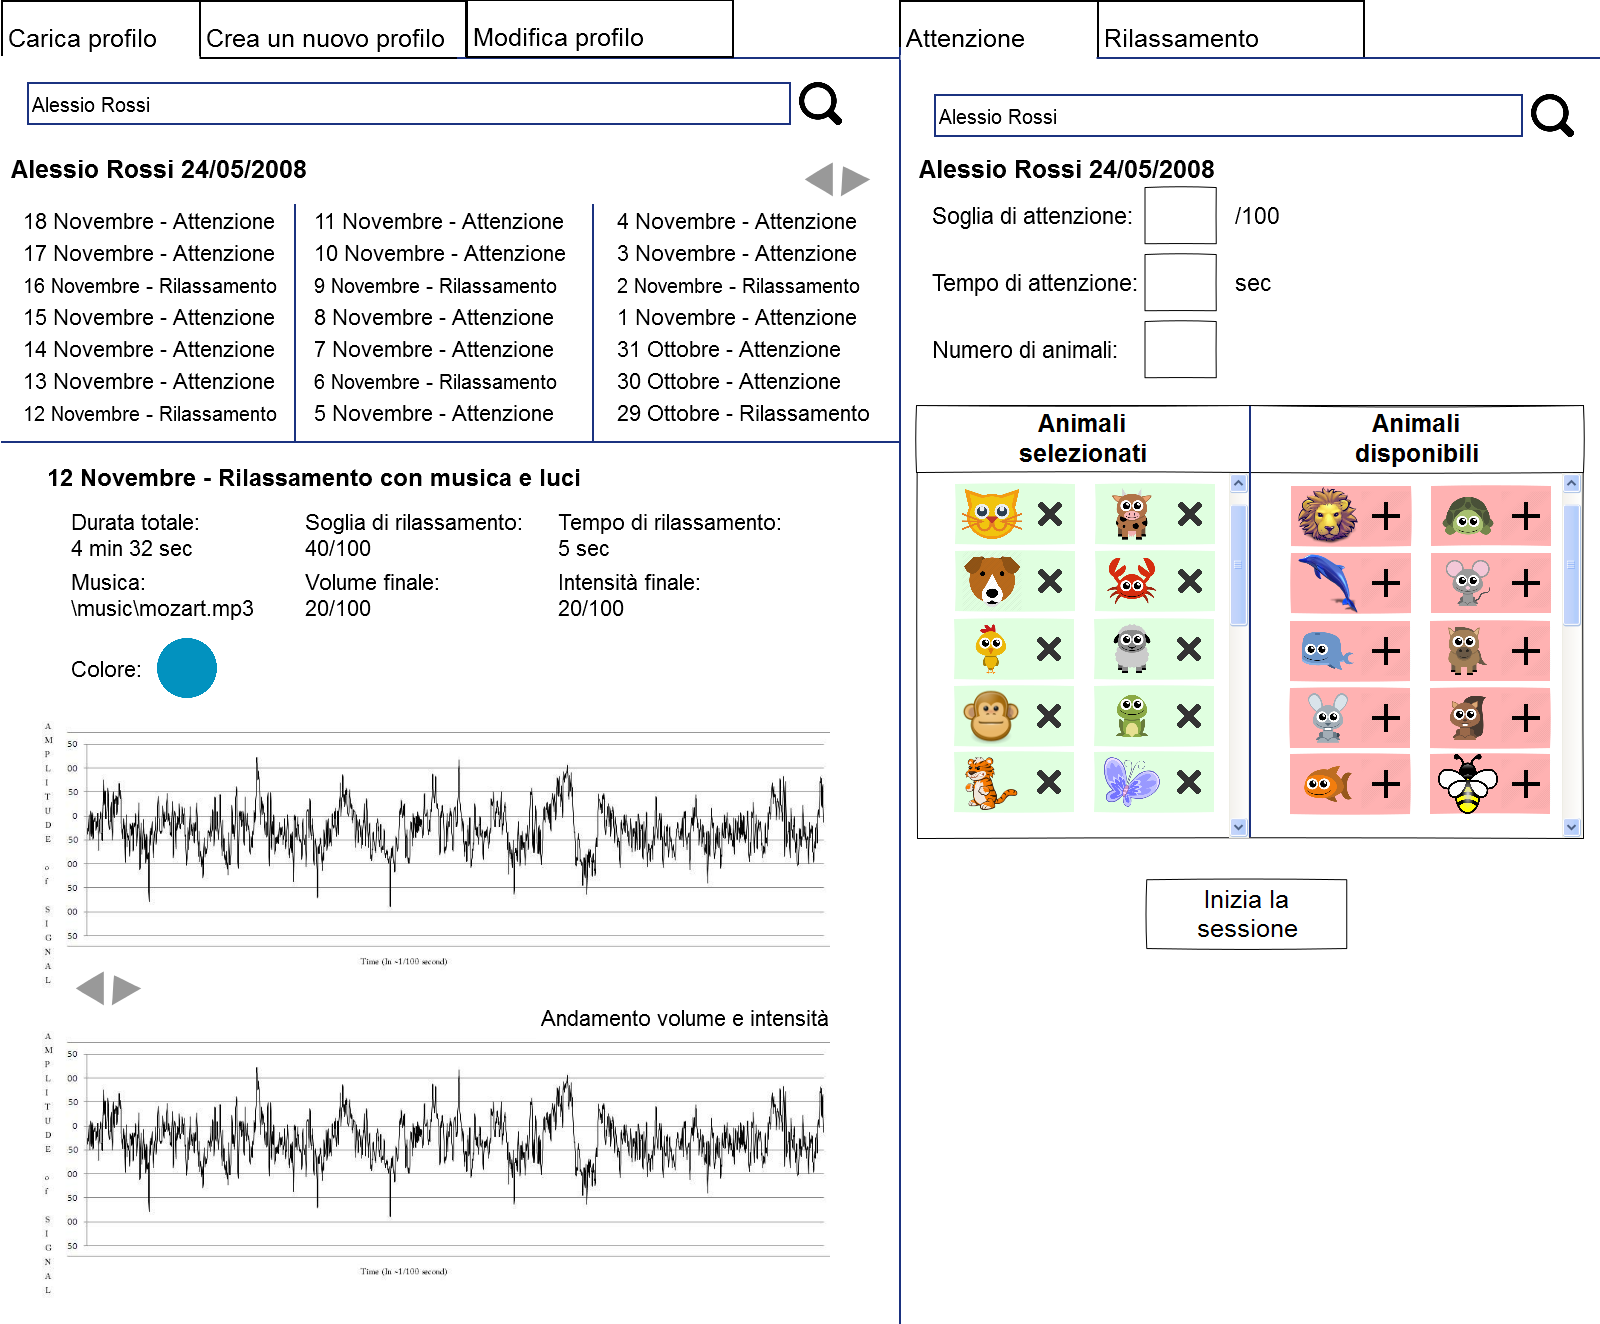 Carica profilo
Crea un nuovo profilo
Modifica profilo
Alessio Rossi
Alessio Rossi 24/05/2008
18 Novembre - Attenzione
17 Novembre - Attenzione
16 Novembre - Rilassamento
15 Novembre - Attenzione
14 Novembre - Attenzione
13 Novembre - Attenzione
12 Novembre - Rilassamento
11 Novembre - Attenzione
10 Novembre - Attenzione
9 Novembre - Rilassamento
8 Novembre - Attenzione
7 Novembre - Attenzione
6 Novembre - Rilassamento
5 Novembre - Attenzione
4 Novembre - Attenzione
3 Novembre - Attenzione
2 Novembre - Rilassamento
1 Novembre - Attenzione
31 Ottobre - Attenzione
30 Ottobre - Attenzione
29 Ottobre - Rilassamento
12 Novembre - Rilassamento con musica e luci
Durata totale:
4 min 32 sec
Soglia di rilassamento:
40/100
Tempo di rilassamento:
5 sec
Musica:
\music\mozart.mp3
Volume finale:
20/100
Intensità finale:
20/100
Colore:
AMPLITUDE of SIGNAL
50
00
50
0
50
00
50
00
50
Time (In ~1/100 second)
Andamento volume e intensità
AMPLITUDE of SIGNAL
50
00
50
0
50
00
50
00
50
Time (In ~1/100 second)
Attenzione
Rilassamento
Alessio Rossi
Alessio Rossi 24/05/2008
Soglia di attenzione: /100
Tempo di attenzione: sec
Numero di animali:
Animali
selezionati
Animali
disponibili
Inizia la
sessione